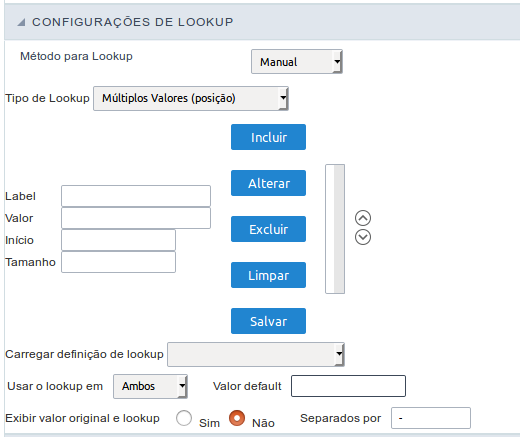 CONFIGURAÇÕES DE LOOKUP
Método para Lookup Manual
Tipo de Lookup Múltiplos Valores (posição)
Incluir
Alterar
Label
Valor
Excluir
Início
Tamanho
Limpar
Salvar
Carregar definição de lookup
Usar o lookup em Ambos Valor default
Exibir valor original e lookup Sim Não Separados por -